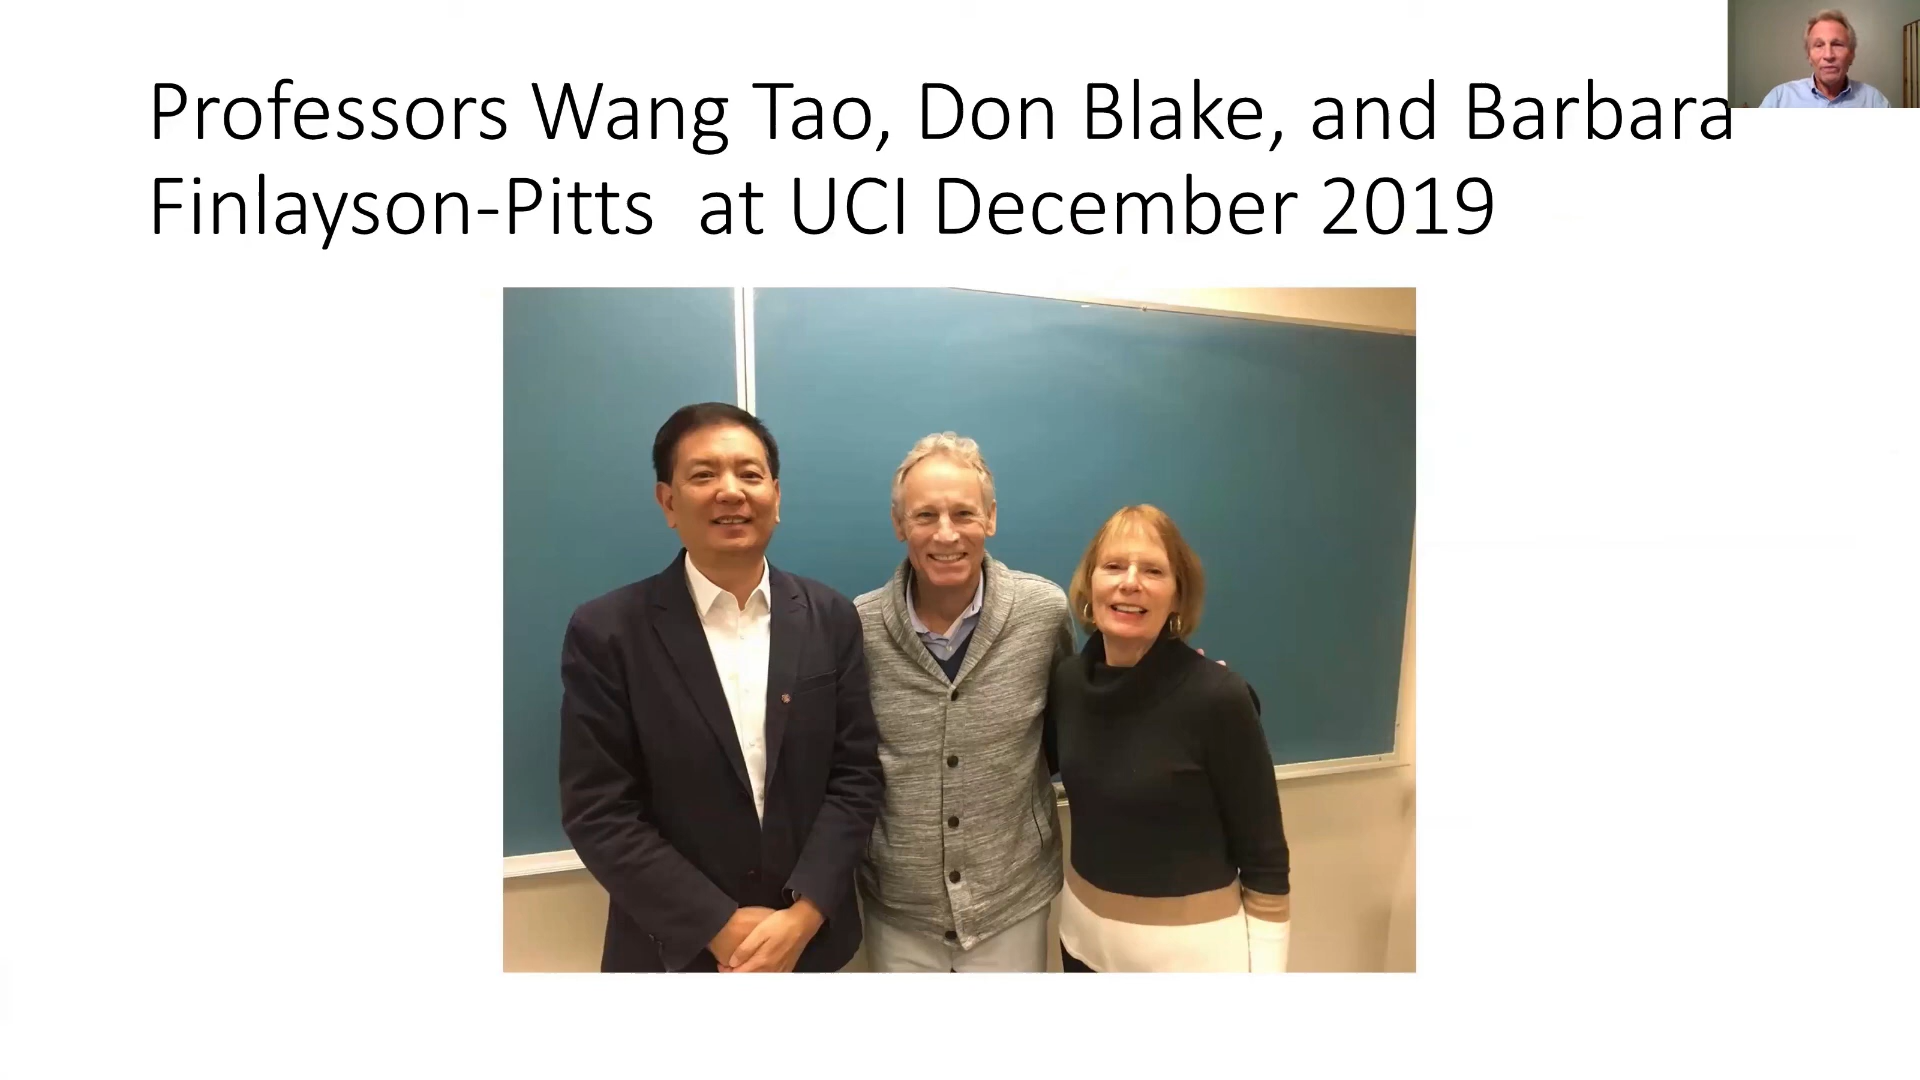 Professors Wang Tao, Don Blake, and Barbara
Finlayson-Pitts  at UCI December 2019